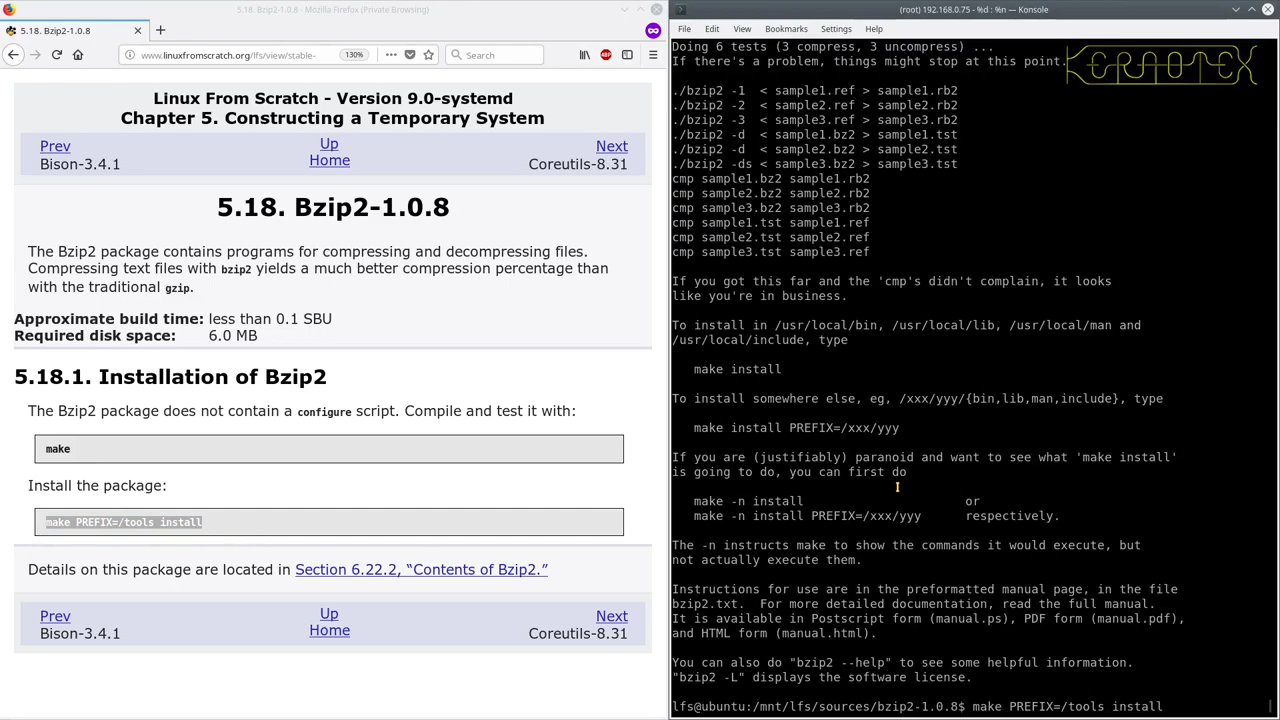 5.18. Bzip2-1.0.8 - Mozilla Firefox (Private Browsing)
5.18. Bzip2-1.0.8
www.linuxfromscratch.org/lfs/view/stable-
130%
Search
ABP
Linux From Scratch - Version 9.0-systemd
Chapter 5. Constructing a Temporary System
Prev
Up
Next
Bison-3.4.1
Home
Coreutils-8.31
5.18. Bzip2-1.0.8
The Bzip2 package contains programs for compressing and decompressing files.
Compressing text files with bzip2 yields a much better compression percentage than
with the traditional gzip.
Approximate build time: less than 0.1 SBU
Required disk space: 6.0 MB
5.18.1. Installation of Bzip2
The Bzip2 package does not contain a configure script. Compile and test it with:
make
Install the package:
make PREFIX=/tools install
Details on this package are located in Section 6.22.2, “Contents of Bzip2.”
Prev
Up
Next
Bison-3.4.1
Home
Coreutils-8.31
(root) 192.168.0.75 - %d : %n — Konsole
File Edit View Bookmarks Settings Help
KERAOTEX
Doing 6 tests (3 compress, 3 uncompress) ...
If there's a problem, things might stop at this point.
./bzip2 -1 < sample1.ref > sample1.rb2
./bzip2 -2 < sample2.ref > sample2.rb2
./bzip2 -3 < sample3.ref > sample3.rb2
./bzip2 -d < sample1.bz2 > sample1.tst
./bzip2 -d < sample2.bz2 > sample2.tst
./bzip2 -ds < sample3.bz2 > sample3.tst
cmp sample1.bz2 sample1.rb2
cmp sample2.bz2 sample2.rb2
cmp sample3.bz2 sample3.rb2
cmp sample1.tst sample1.ref
cmp sample2.tst sample2.ref
cmp sample3.tst sample3.ref
If you got this far and the 'cmp's didn't complain, it looks
like you're in business.
To install in /usr/local/bin, /usr/local/lib, /usr/local/man and
/usr/local/include, type
make install
To install somewhere else, eg, /xxx/yyy/{bin,lib,man,include}, type
make install PREFIX=/xxx/yyy
If you are (justifiably) paranoid and want to see what 'make install'
is going to do, you can first do
make -n install or
make -n install PREFIX=/xxx/yyy respectively.
The -n instructs make to show the commands it would execute, but
not actually execute them.
Instructions for use are in the preformatted manual page, in the file
bzip2.txt. For more detailed documentation, read the full manual.
It is available in Postscript form (manual.ps), PDF form (manual.pdf),
and HTML form (manual.html).
You can also do "bzip2 --help" to see some helpful information.
"bzip2 -L" displays the software license.
lfs@ubuntu:/mnt/lfs/sources/bzip2-1.0.8$ make PREFIX=/tools install